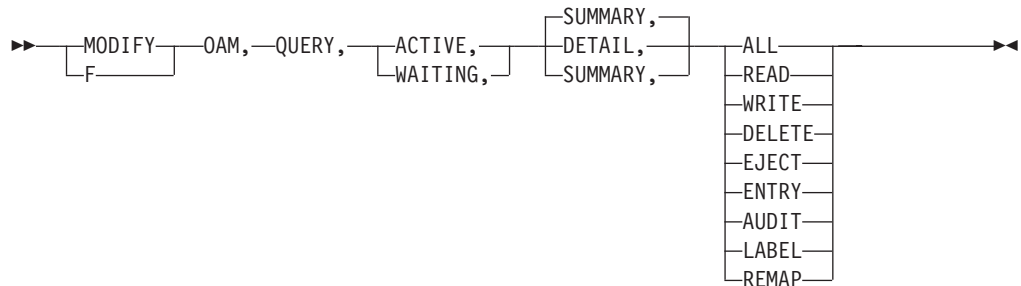 SUMMARY,
MODIFY OAM, QUERY, ACTIVE, DETAIL, ALL
F WAITING, SUMMARY, READ
WRITE
DELETE
EJECT
ENTRY
AUDIT
LABEL
REMAP